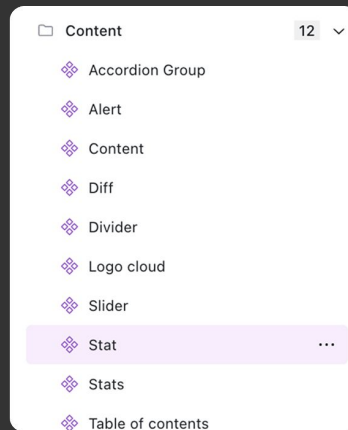 Content 12
Accordion Group
Alert
Content
Diff
Divider
Logo cloud
Slider
Stat
Stats
Table of contents